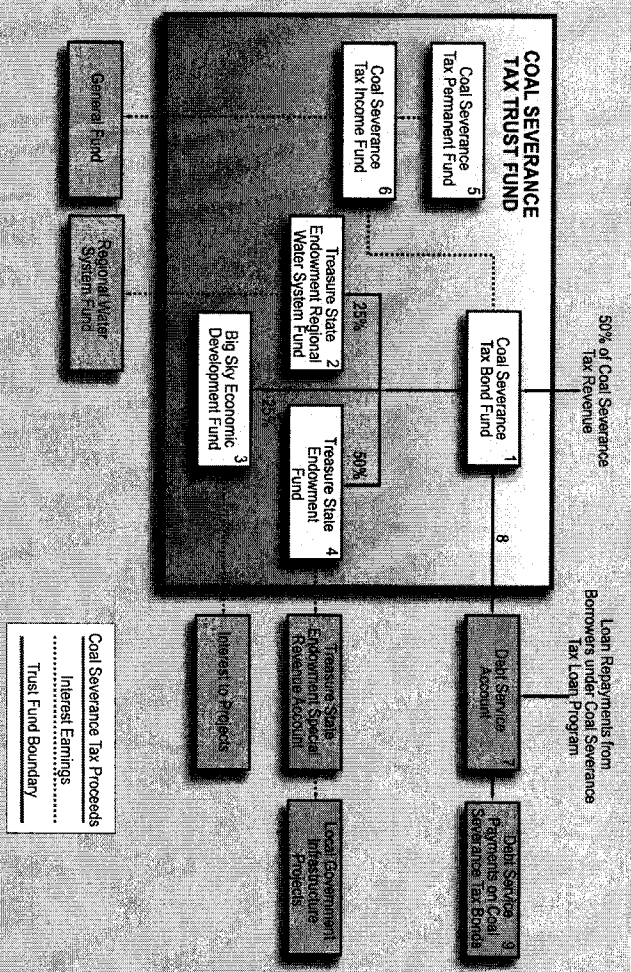 50% of Coal Severance
Tax Revenue
Loan Repayments from
Borrowers under Coal Severance
Tax Loan Program
COAL SEVERANCE
TAX TRUST FUND
Coal Severance
Tax Permanent
Fund
5
Coal Severance
Tax Bond Fund
1
8
Debt Service
Account
7
Debt Service
Payments on Coal
Severance Tax Bonds
9
Coal Severance
Tax Income Fund
6
25%
50%
Treasure State
Endowment Regional
Water System Fund
2
Treasure State
Endowment
Fund
4
Treasure State
Endowment Special
Revenue Account
Local Government
Infrastructure
Projects
25%
Big Sky Economic
Development Fund
3
Interest to Projects
General Fund
Regional Water
System Fund
Coal Severance Tax Proceeds
Interest Earnings
Trust Fund Boundary